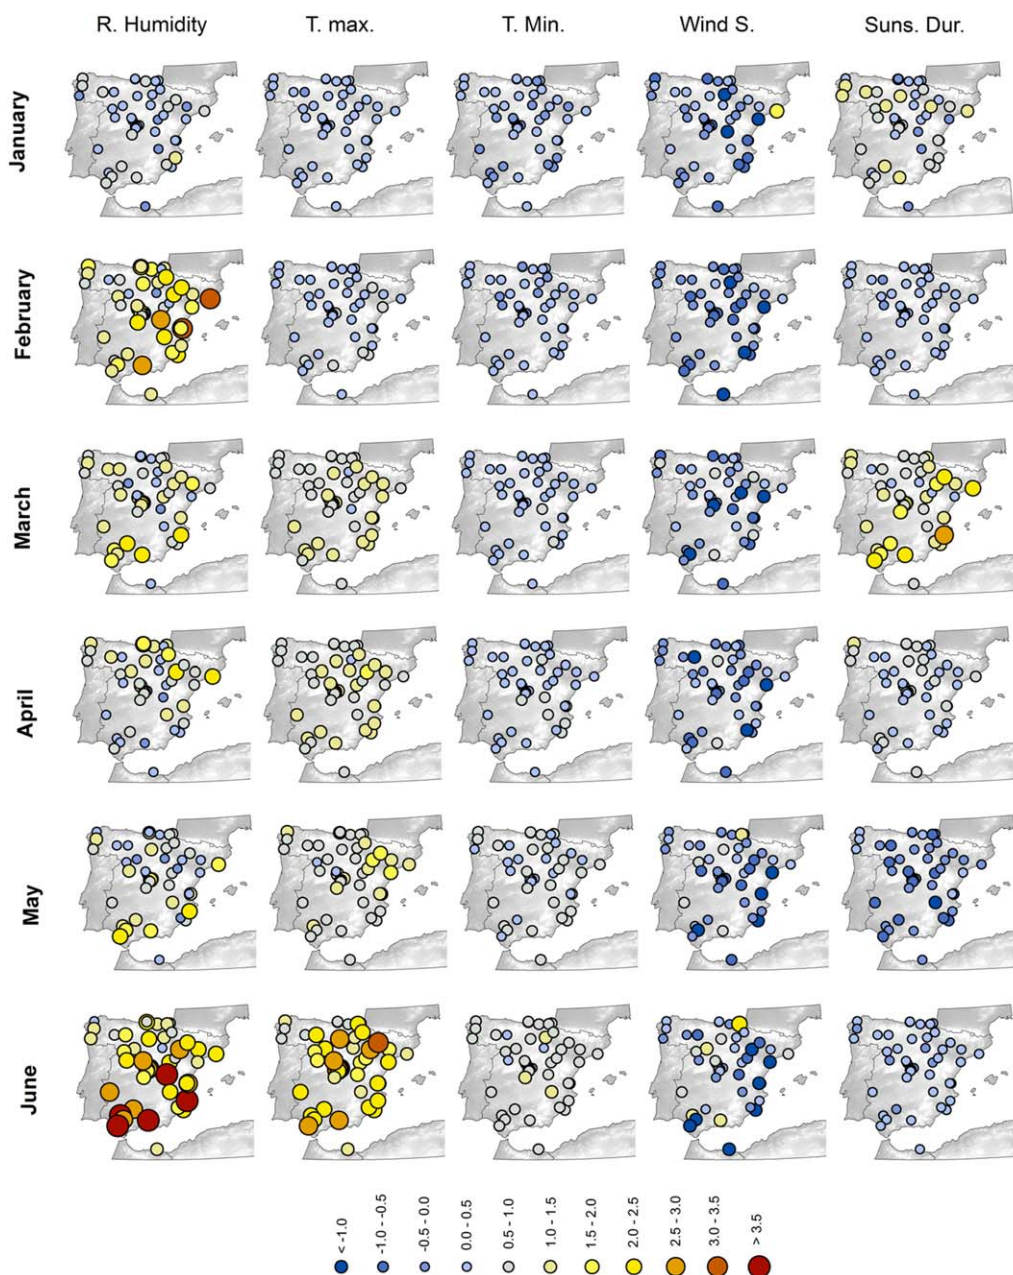 R. Humidity T. max. T. Min. Wind S. Suns. Dur.
January
February
March
April
May
June
< -1.0
-1.0 - -0.5
-0.5 - 0.0
0.0 - 0.5
0.5 - 1.0
1.0 - 1.5
1.5 - 2.0
2.0 - 2.5
2.5 - 3.0
3.0 - 3.5
> 3.5